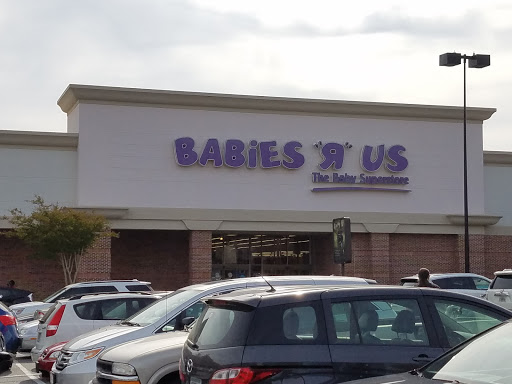 BABiES "Я" US
The Baby Superstore